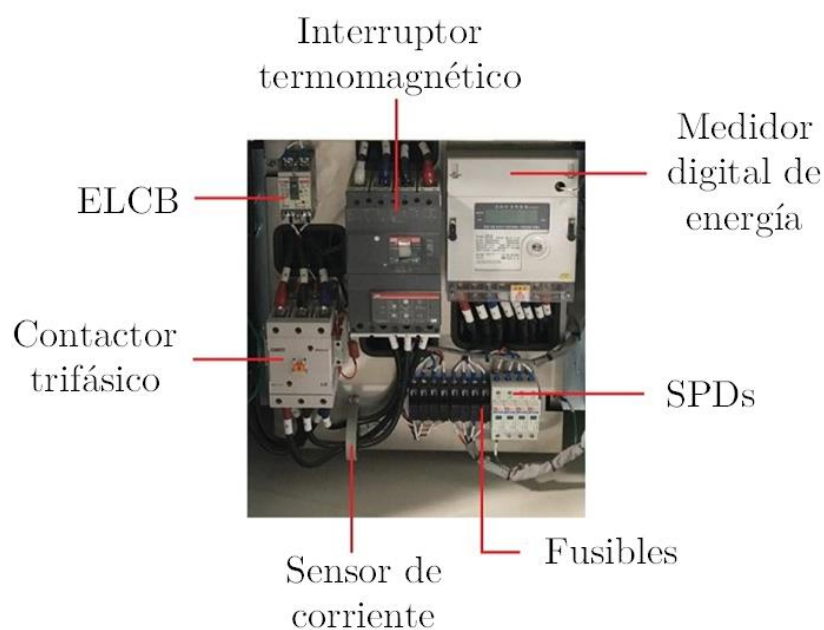 Interruptor
termomagnético
Medidor
digital de
energía
ELCB
Contactor
trifásico
SPDs
Fusibles
Sensor de
corriente